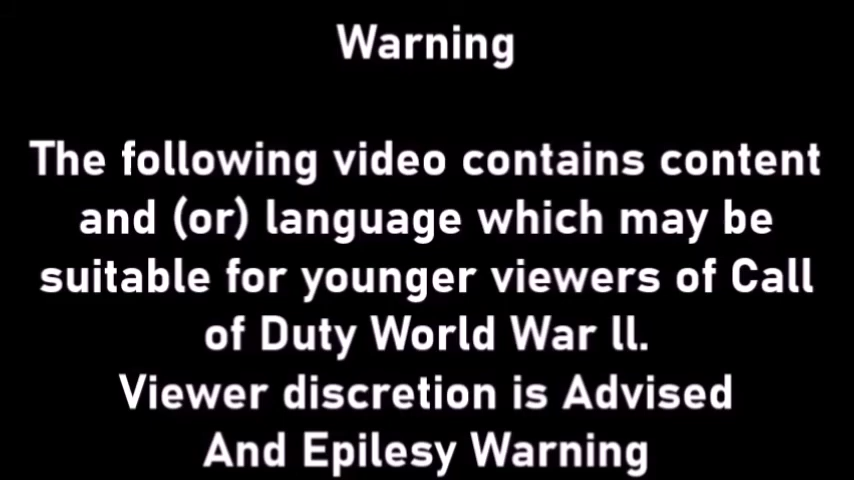 Warning
The following video contains content
and (or) language which may be
suitable for younger viewers of Call
of Duty World War ll.
Viewer discretion is Advised
And Epilesy Warning